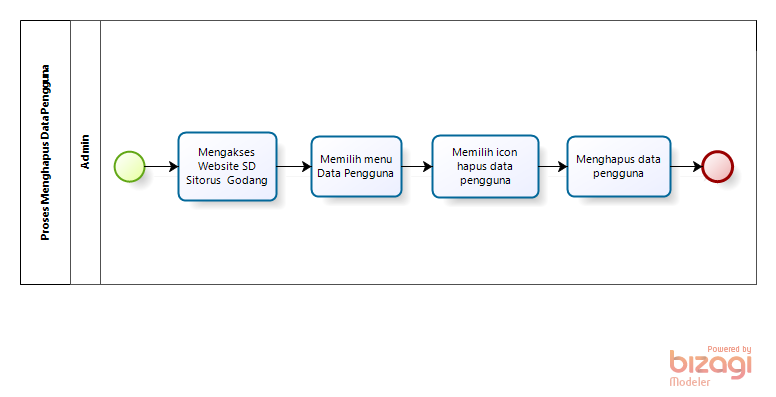 Proses Menghapus Data Pengguna
Admin
Mengakses
Website SD
Sitorus Godang
Memilih menu
Data Pengguna
Memilih icon
hapus data
pengguna
Menghapus data
pengguna
Powered by
bizagi
Modeler